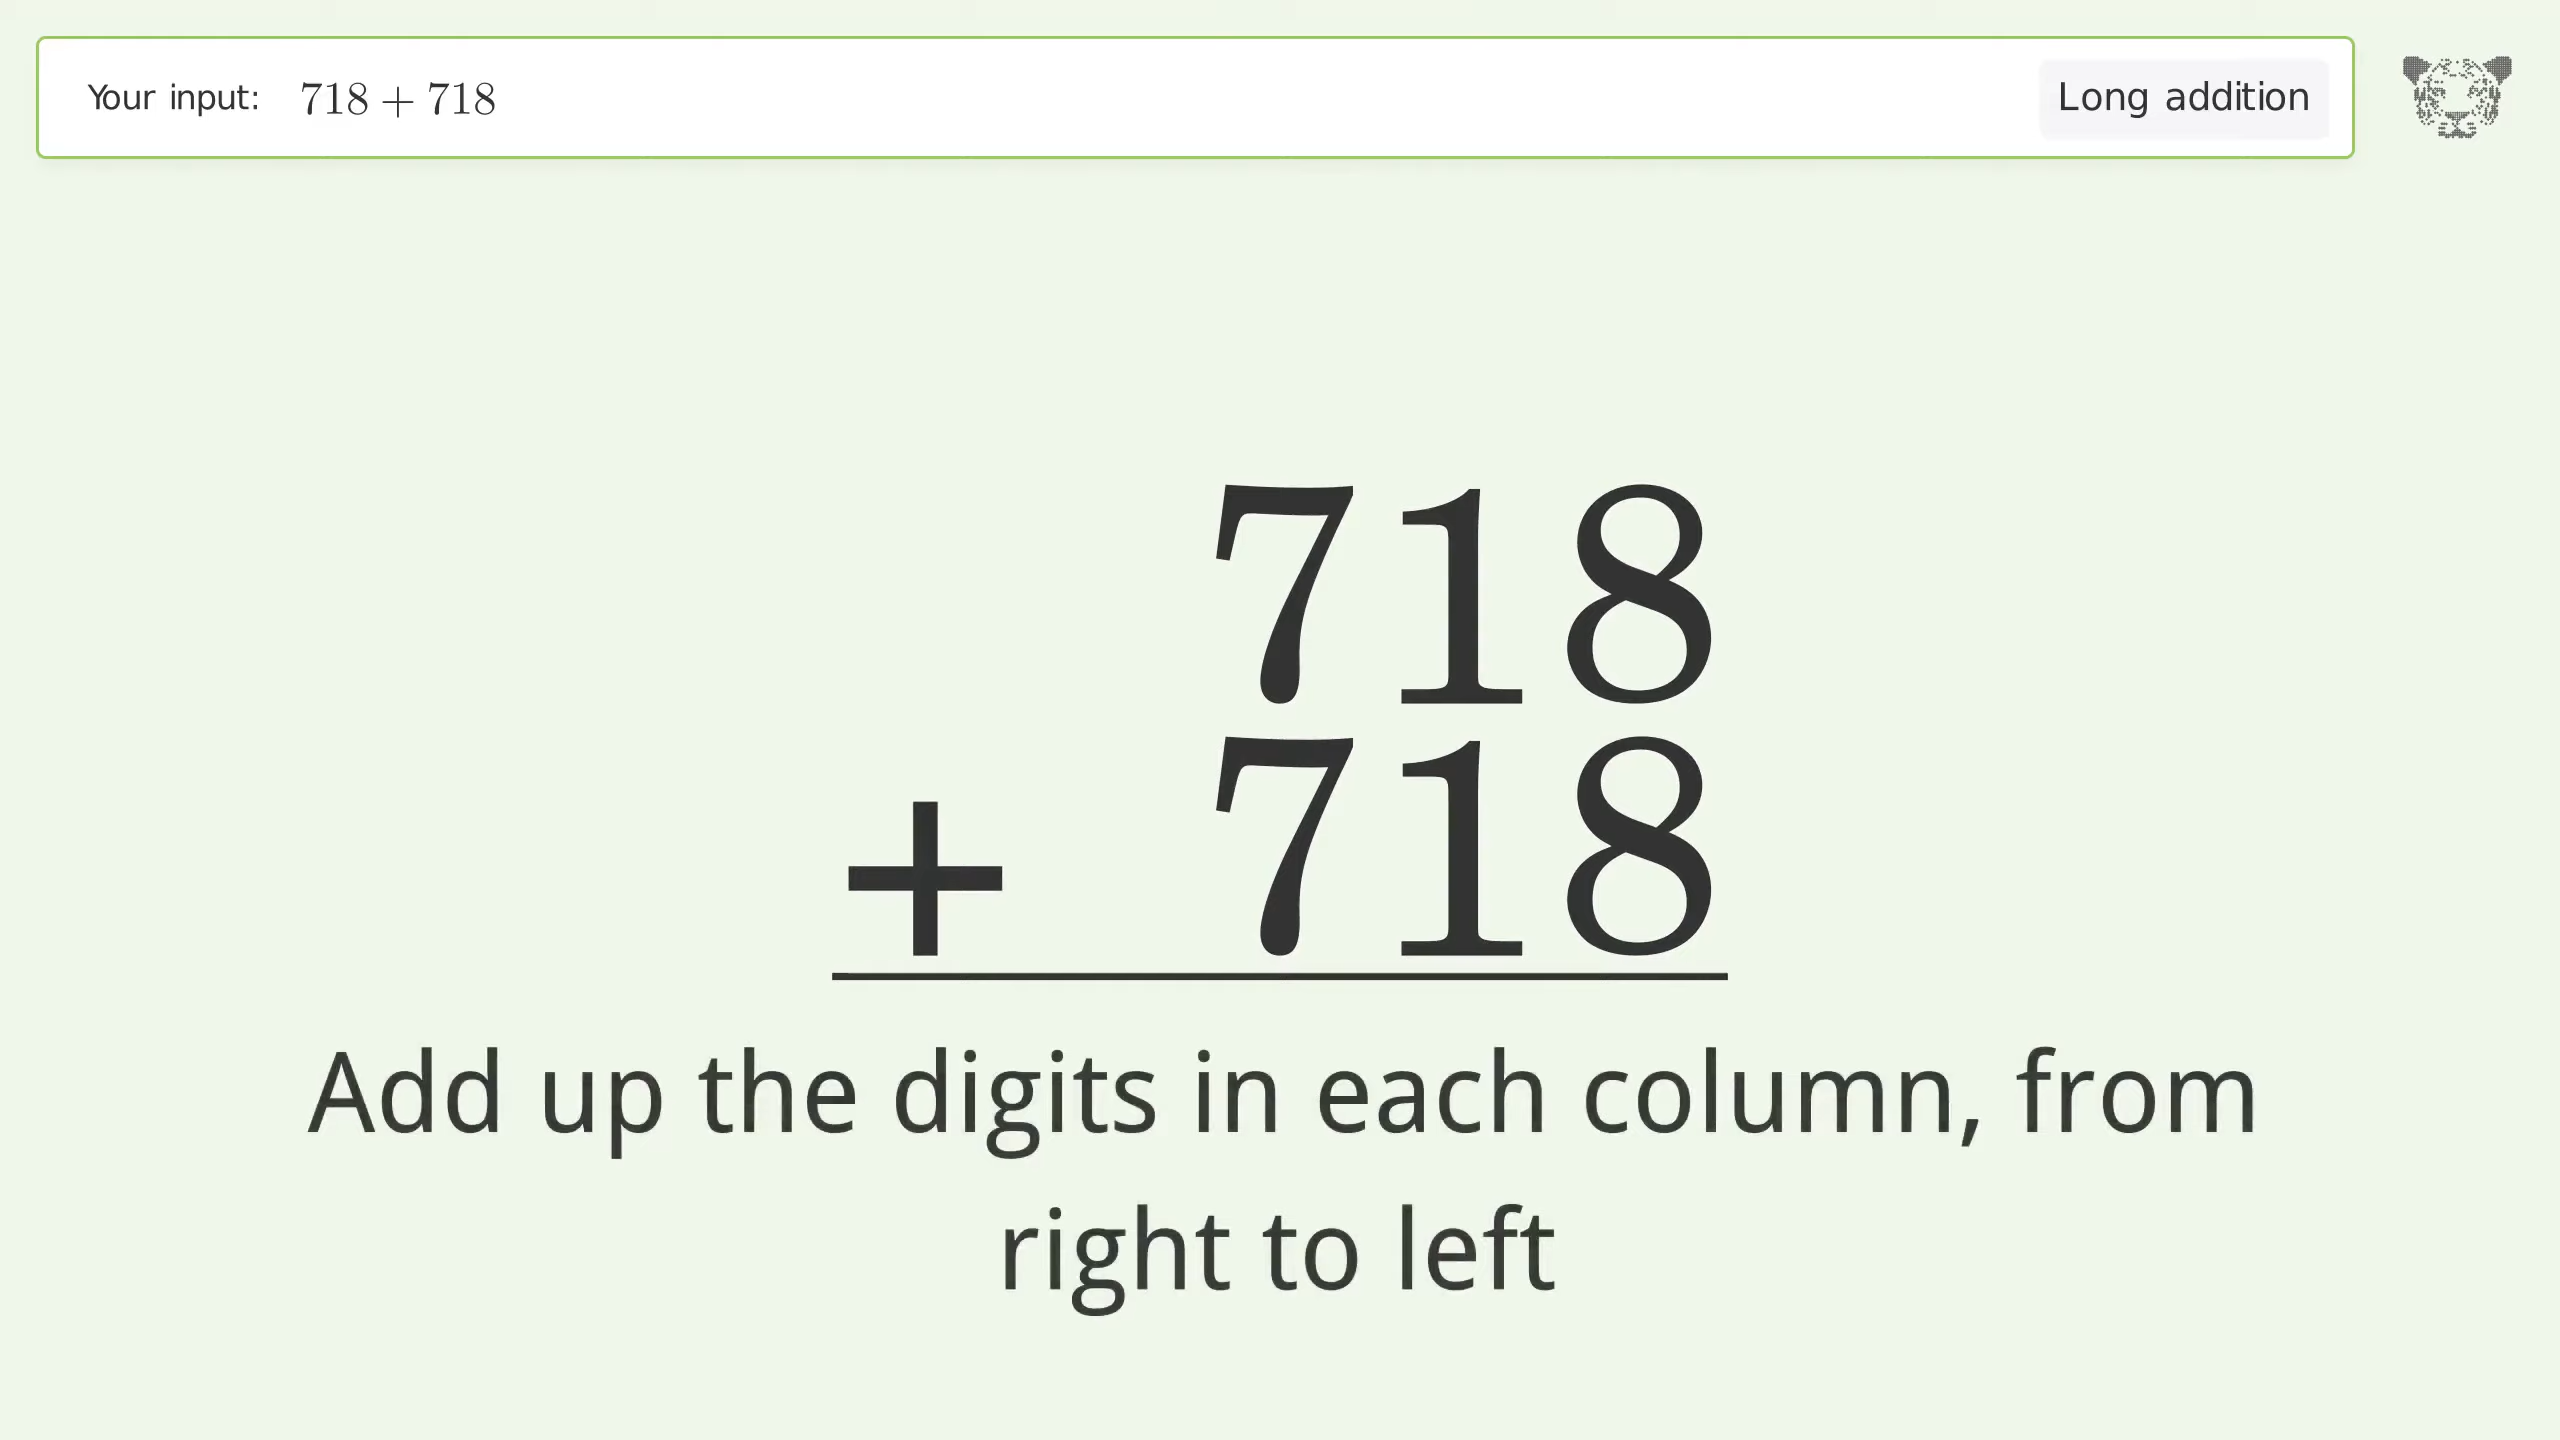 Your input: 718 + 718
Long addition
718
+ 718
Add up the digits in each column, from
right to left